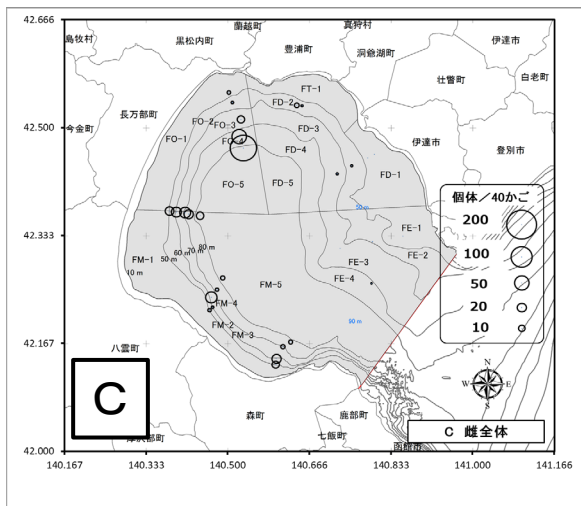 42.666
42.500
42.333
42.167
42.000
140.167
140.333
140.500
140.666
140.833
141.000
141.166
島牧村
黒松内町
蘭越町
豊浦町
真狩村
洞爺湖町
伊達市
壮瞥町
白老町
今金町
長万部町
伊達市
登別市
八雲町
森町
鹿部町
七飯町
函館市
FT-1
FD-2
FD-3
FD-4
FD-5
FD-1
FO-1
FO-2
FO-3
FO-4
FO-5
FE-1
FE-2
FE-3
FE-4
FM-1
FM-2
FM-3
FM-4
FM-5
10 m
50 m
60 m
70 m
80 m
50 m
90 m
個体/40かご
200
100
50
20
10
N
W
E
S
C
C 雌全体